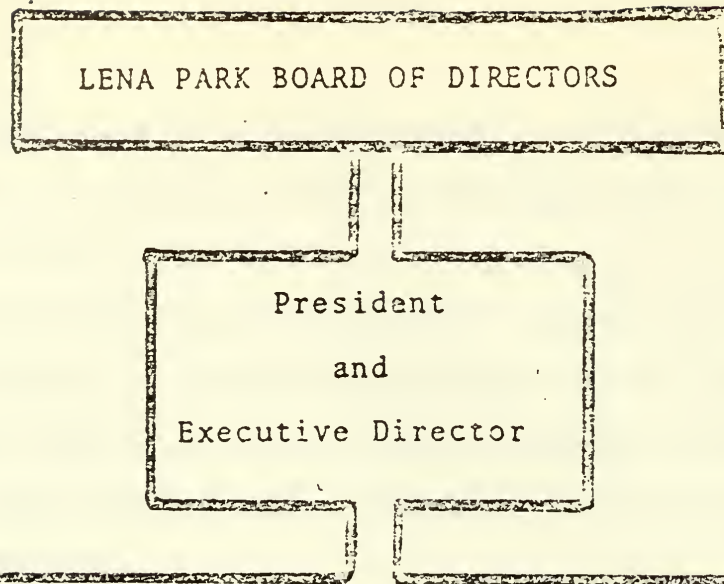 LENA PARK BOARD OF DIRECTORS
President
and
Executive Director